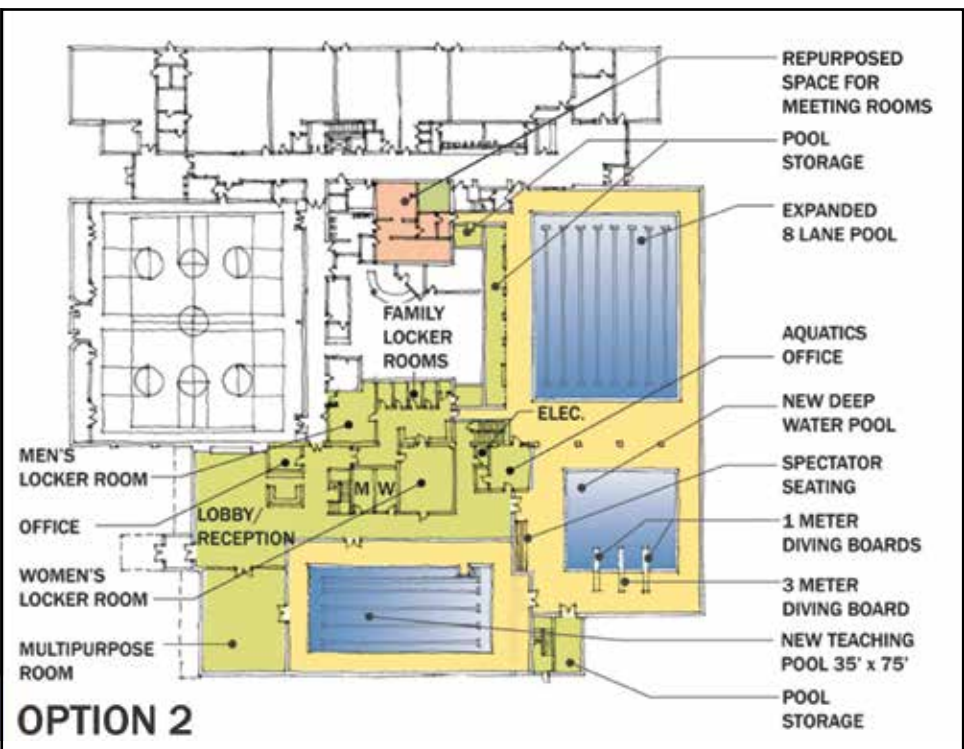 REPURPOSED
SPACE FOR
MEETING ROOMS
POOL
STORAGE
EXPANDED
8 LANE POOL
AQUATICS
OFFICE
NEW DEEP
WATER POOL
SPECTATOR
SEATING
1 METER
DIVING BOARDS
3 METER
DIVING BOARD
NEW TEACHING
POOL 35' x 75'
POOL
STORAGE
FAMILY
LOCKER
ROOMS
ELEC.
M W
LOBBY/
RECEPTION
MEN'S
LOCKER ROOM
OFFICE
WOMEN'S
LOCKER ROOM
MULTIPURPOSE
ROOM
OPTION 2